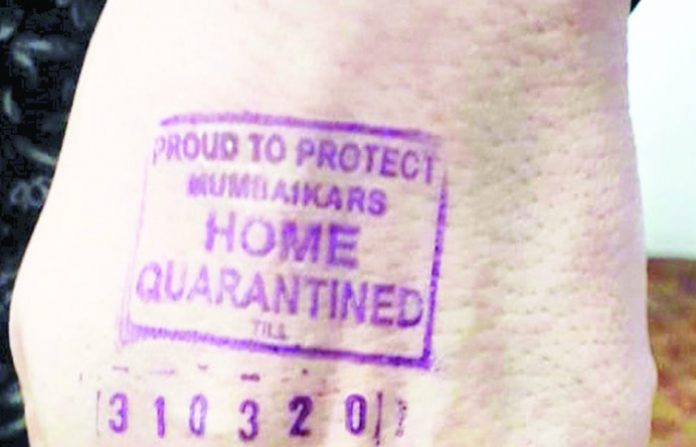 PROUD TO PROTECT
MUMBAIKARS
HOME
QUARANTINED
TILL
310320